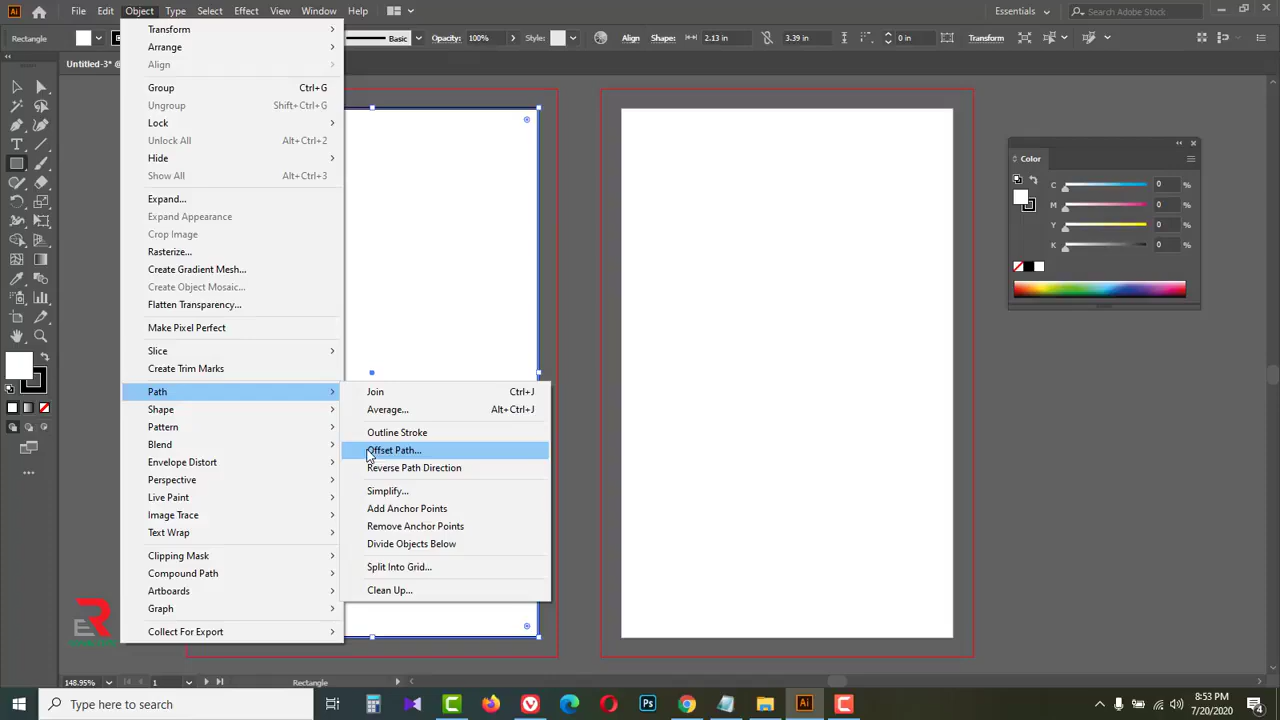 Ai File Edit Object Type Select Effect View Window Help Essentials Search Adobe Stock
Rectangle Basic Opacity: 100% Align Shape: 2.13 in 3.39 in 0 in Transform
Untitled-3*
Transform
Arrange
Align
Group Ctrl+G
Ungroup Shift+Ctrl+G
Lock
Unlock All Alt+Ctrl+2
Hide
Show All Alt+Ctrl+3
Expand...
Expand Appearance
Crop Image
Rasterize...
Create Gradient Mesh...
Create Object Mosaic...
Flatten Transparency...
Make Pixel Perfect
Slice
Create Trim Marks
Path
Shape
Pattern
Blend
Envelope Distort
Perspective
Live Paint
Image Trace
Text Wrap
Clipping Mask
Compound Path
Artboards
Graph
Collect For Export
Join Ctrl+J
Average... Alt+Ctrl+J
Outline Stroke
Offset Path...
Reverse Path Direction
Simplify...
Add Anchor Points
Remove Anchor Points
Divide Objects Below
Split Into Grid...
Clean Up...
Color
C 0 %
M 0 %
Y 0 %
K 0 %
ER
148.95% 1 Rectangle
Type here to search
Ps
Ai
8:53 PM
7/20/2020